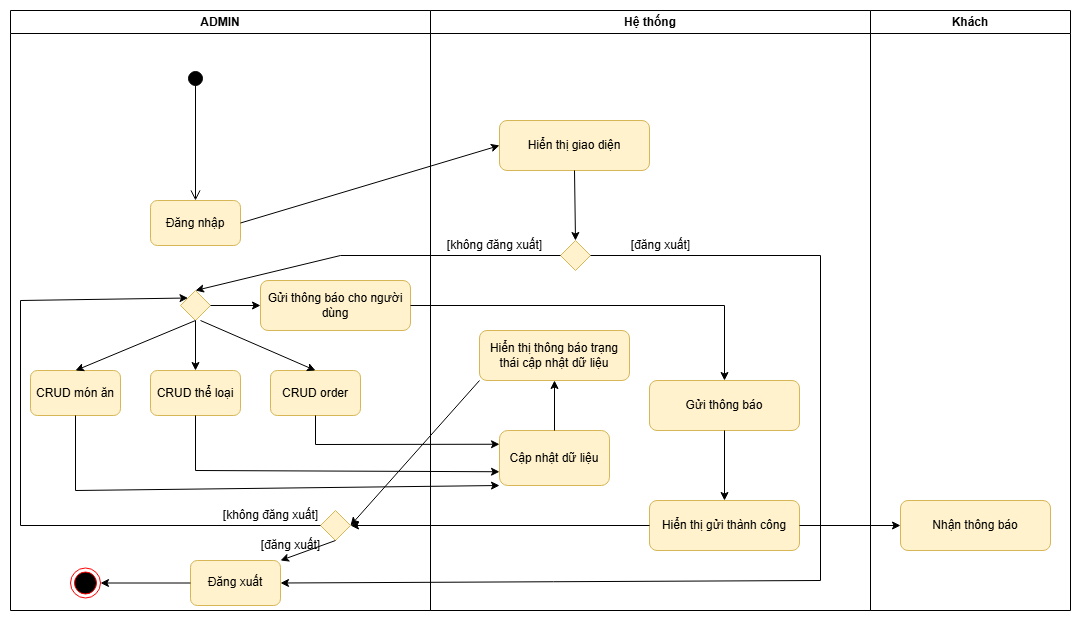 ADMIN
Hệ thống
Khách
Hiển thị giao diện
Đăng nhập
[không đăng xuất]
[đăng xuất]
Gửi thông báo cho người
dùng
Hiển thị thông báo trạng
thái cập nhật dữ liệu
CRUD món ăn
CRUD thể loại
CRUD order
Gửi thông báo
Cập nhật dữ liệu
[không đăng xuất]
Hiển thị gửi thành công
Nhận thông báo
[đăng xuất]
Đăng xuất